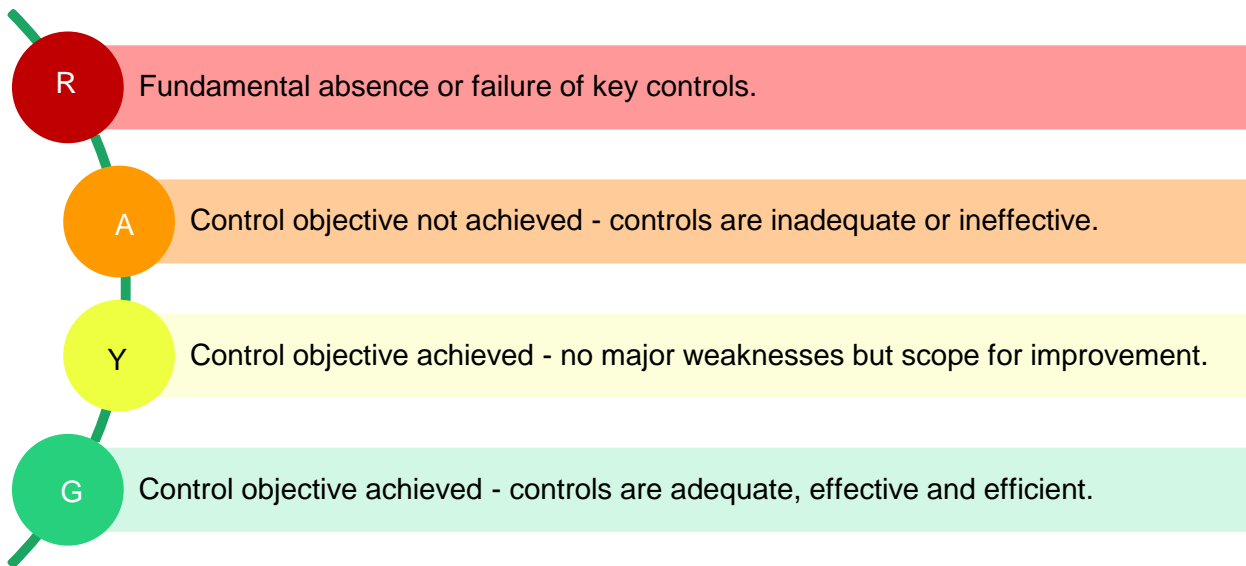 R
Fundamental absence or failure of key controls.
A
Control objective not achieved - controls are inadequate or ineffective.
Y
Control objective achieved - no major weaknesses but scope for improvement.
G
Control objective achieved - controls are adequate, effective and efficient.